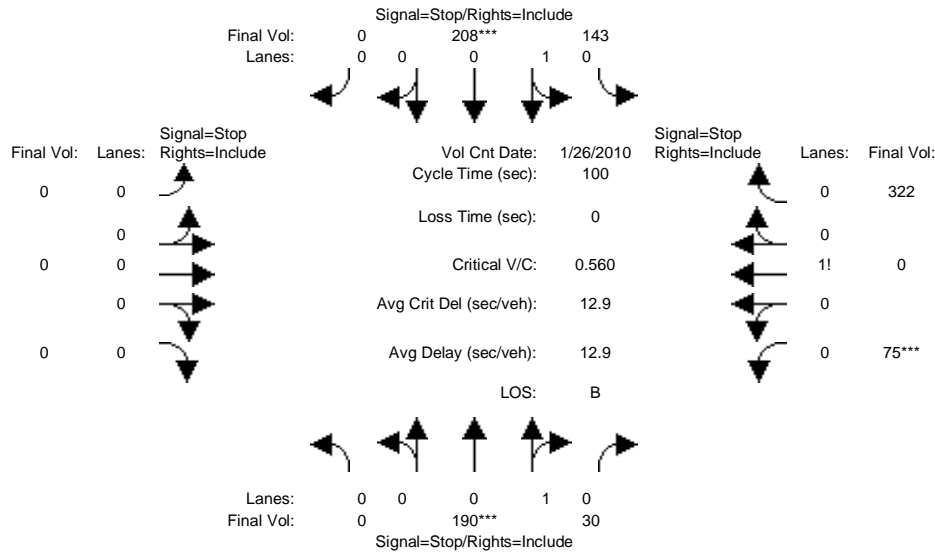 Signal=Stop/Rights=Include
Final Vol: 0 208*** 143
Lanes: 0 0 0 1 0
Signal=Stop
Final Vol: Lanes: Rights=Include
Vol Cnt Date: 1/26/2010
Signal=Stop
Rights=Include Lanes: Final Vol:
Cycle Time (sec): 100
0 0
0 322
Loss Time (sec): 0
0
0
0 0
Critical V/C: 0.560
1! 0
0
Avg Crit Del (sec/veh): 12.9
0
0 0
Avg Delay (sec/veh): 12.9
0 75***
LOS: B
Lanes: 0 0 0 1 0
Final Vol: 0 190*** 30
Signal=Stop/Rights=Include